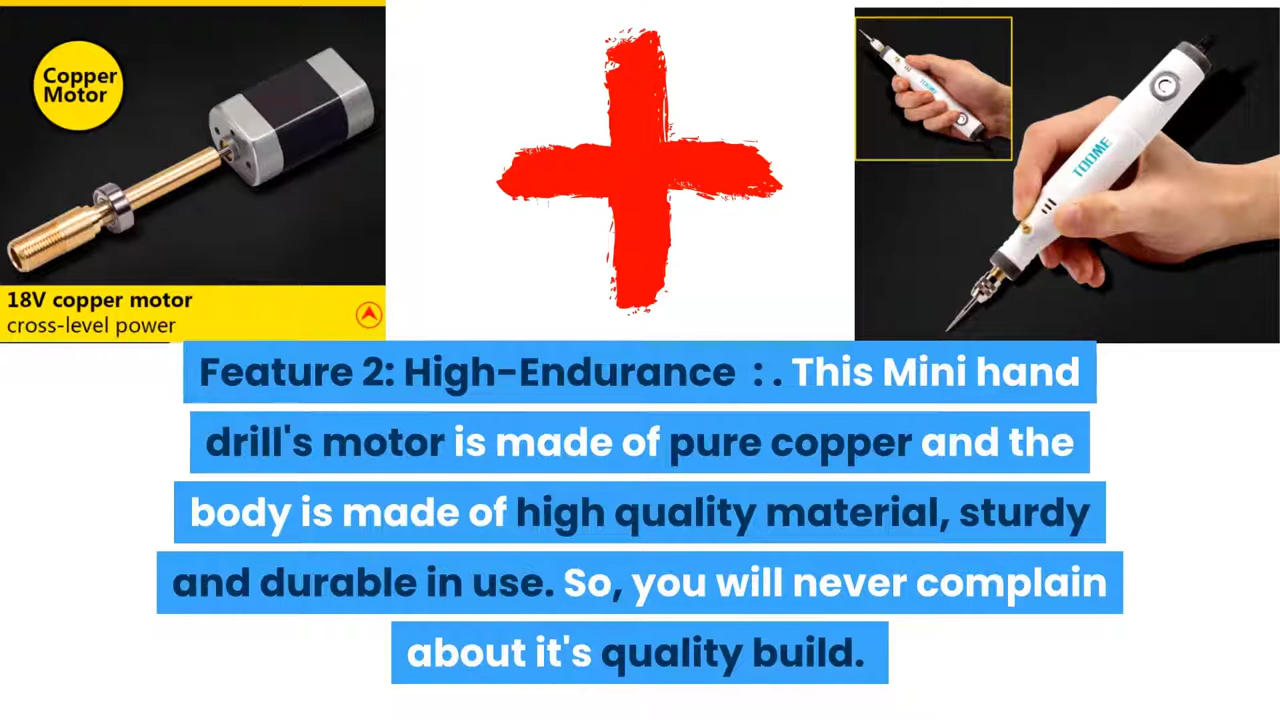 Copper
Motor
18V copper motor
cross-level power
TOOME
TOOME
Feature 2: High-Endurance : . This Mini hand
drill's motor is made of pure copper and the
body is made of high quality material, sturdy
and durable in use. So, you will never complain
about it's quality build.